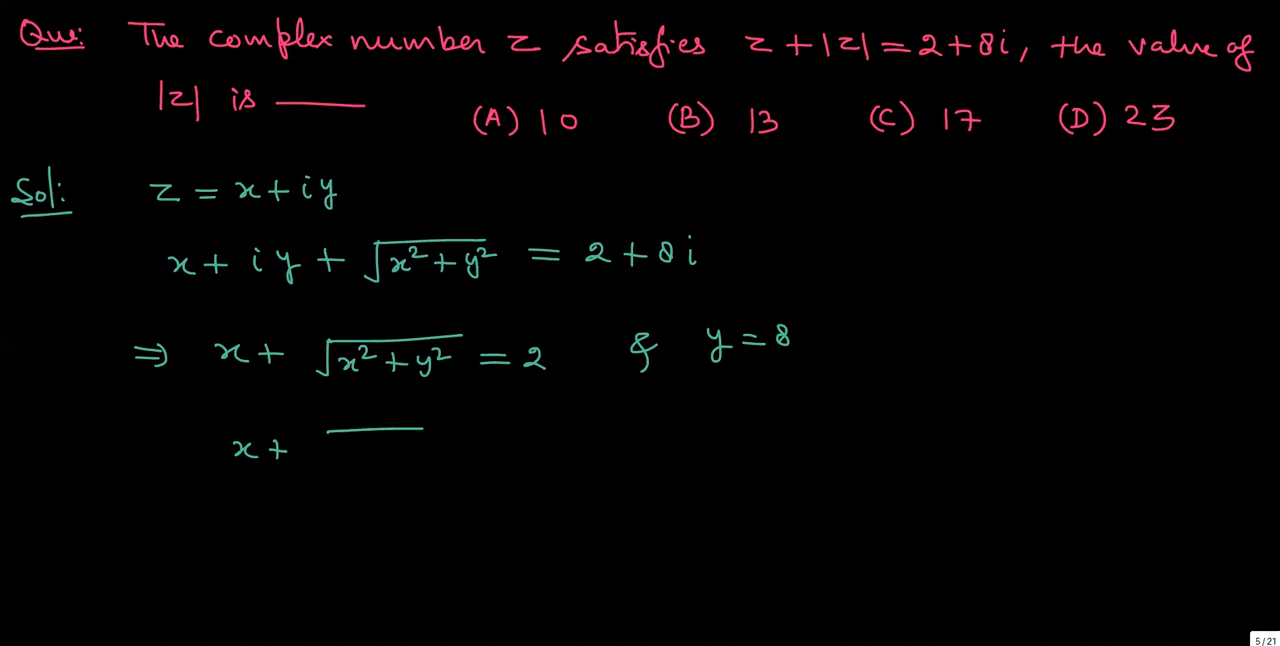 Que: The complex number z satisfies z + |z| = 2 + 8i, the value of
|z| is ____ (A) 10 (B) 13 (C) 17 (D) 23
Sol: z = x + iy
x + iy + √(x² + y²) = 2 + 8i
⇒ x + √(x² + y²) = 2 & y = 8
x +
5 / 21